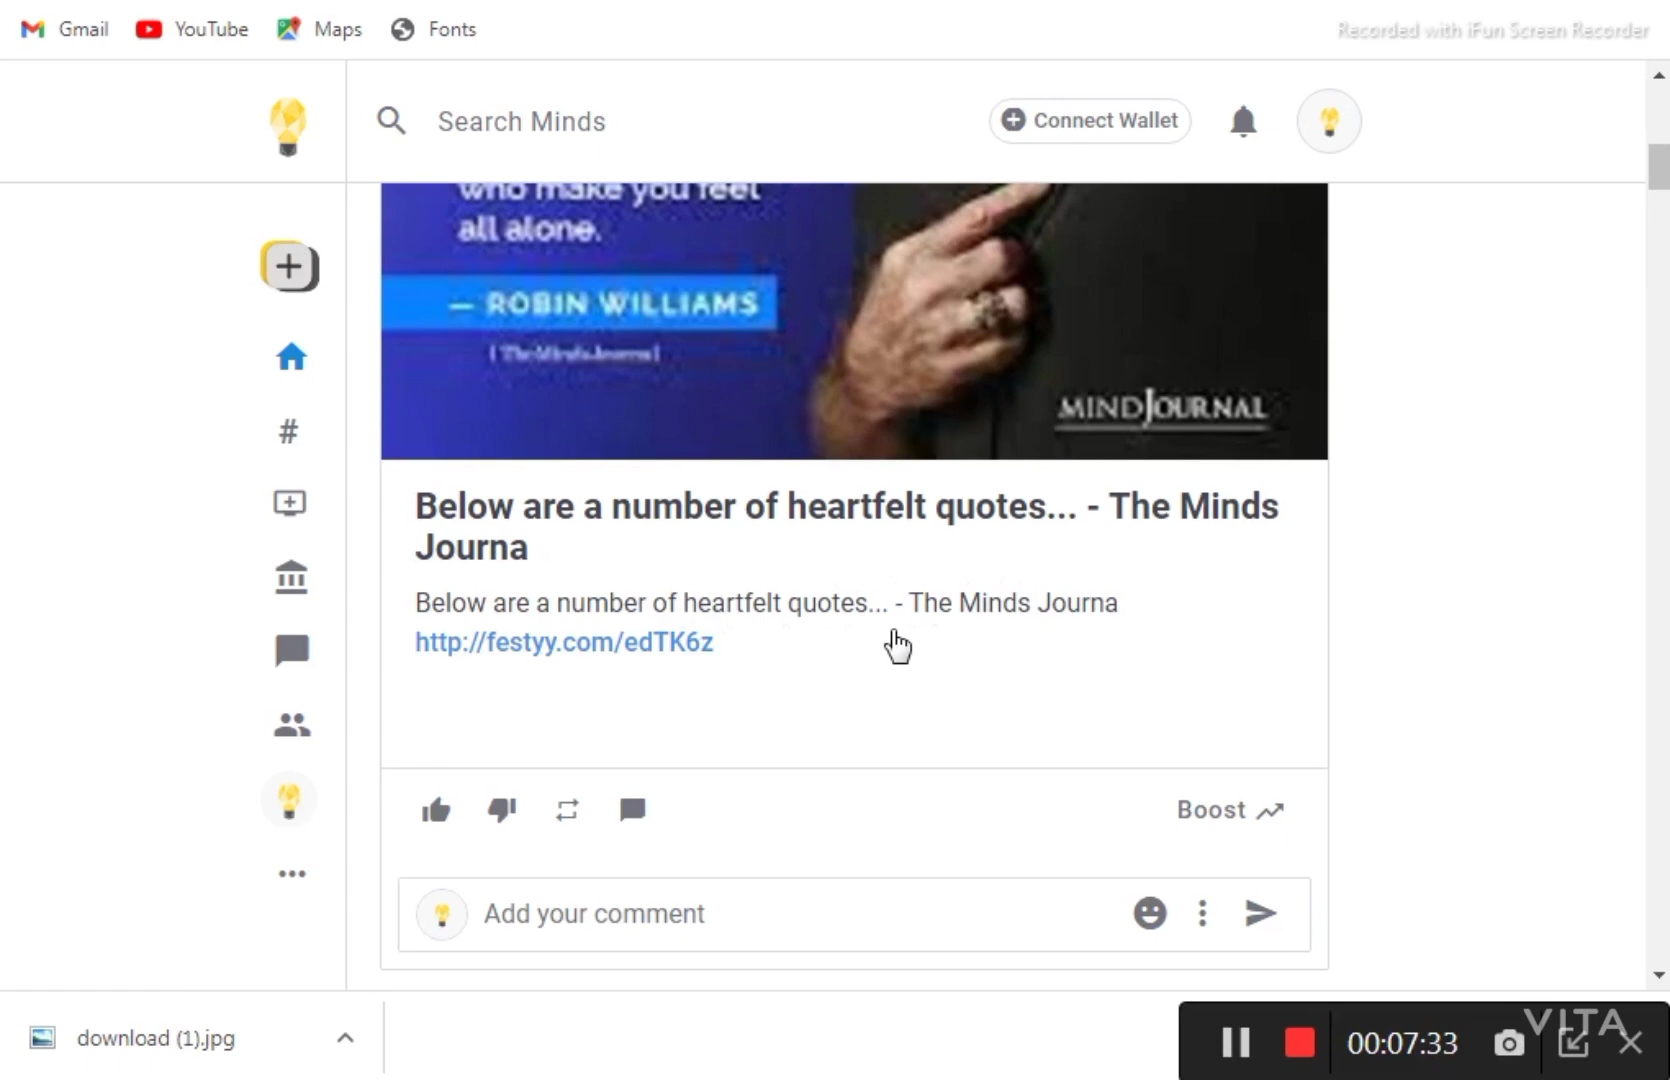 Gmail YouTube Maps Fonts
Recorded with iFun Screen Recorder
Search Minds
Connect Wallet
who make you feel
all alone.
— ROBIN WILLIAMS
[ TheMindsJournal ]
MINDJOURNAL
Below are a number of heartfelt quotes... - The Minds
Journa
Below are a number of heartfelt quotes... - The Minds Journa
http://festyy.com/edTK6z
Boost
Add your comment
download (1).jpg
00:07:33
VITA